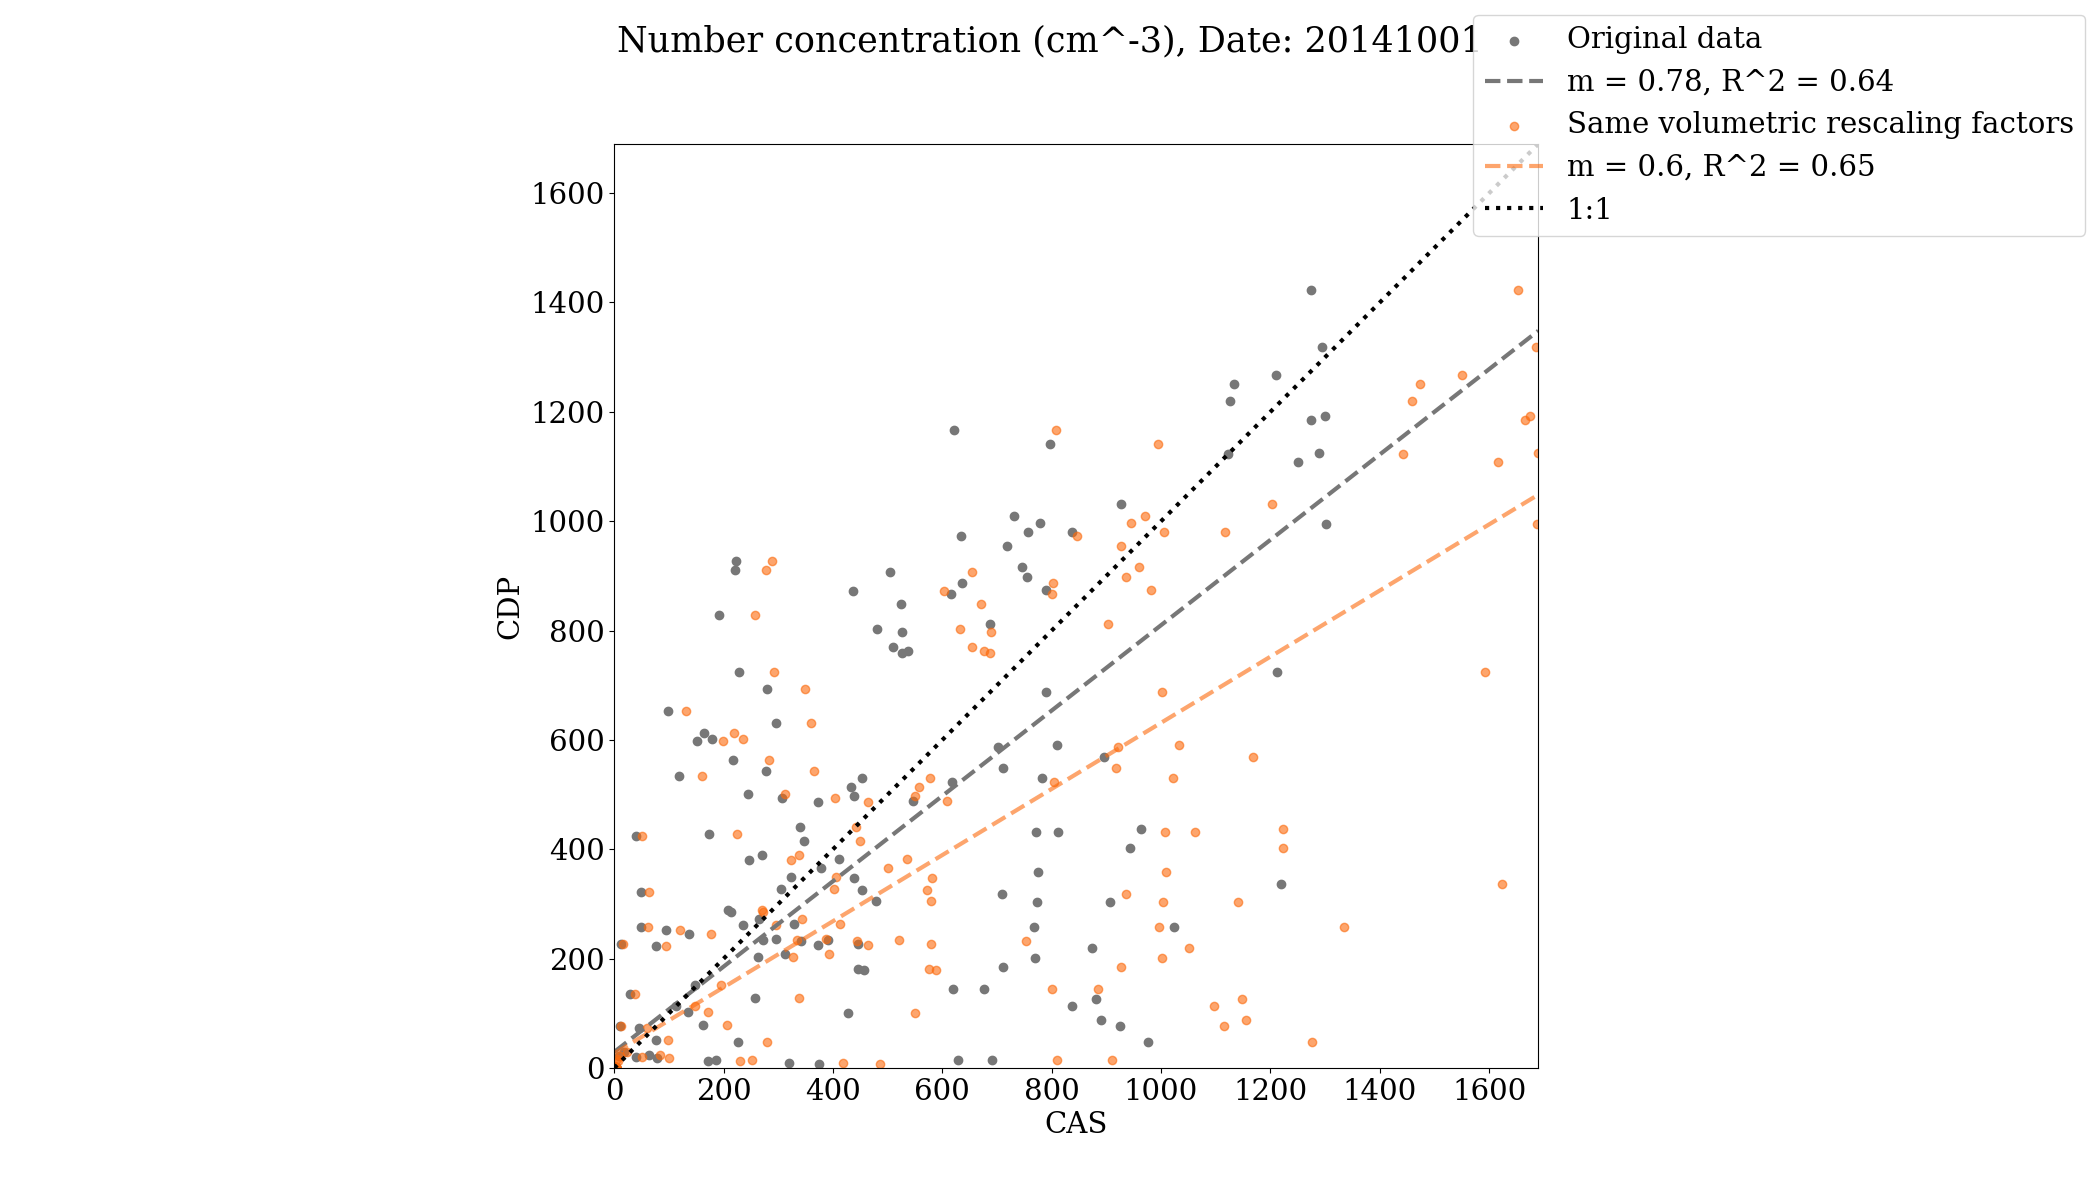 Number concentration (cm^-3), Date: 20141001
Original data
m = 0.78, R^2 = 0.64
Same volumetric rescaling factors
m = 0.6, R^2 = 0.65
1:1
1600
1400
1200
1000
800
600
400
200
0
CDP
0 200 400 600 800 1000 1200 1400 1600
CAS